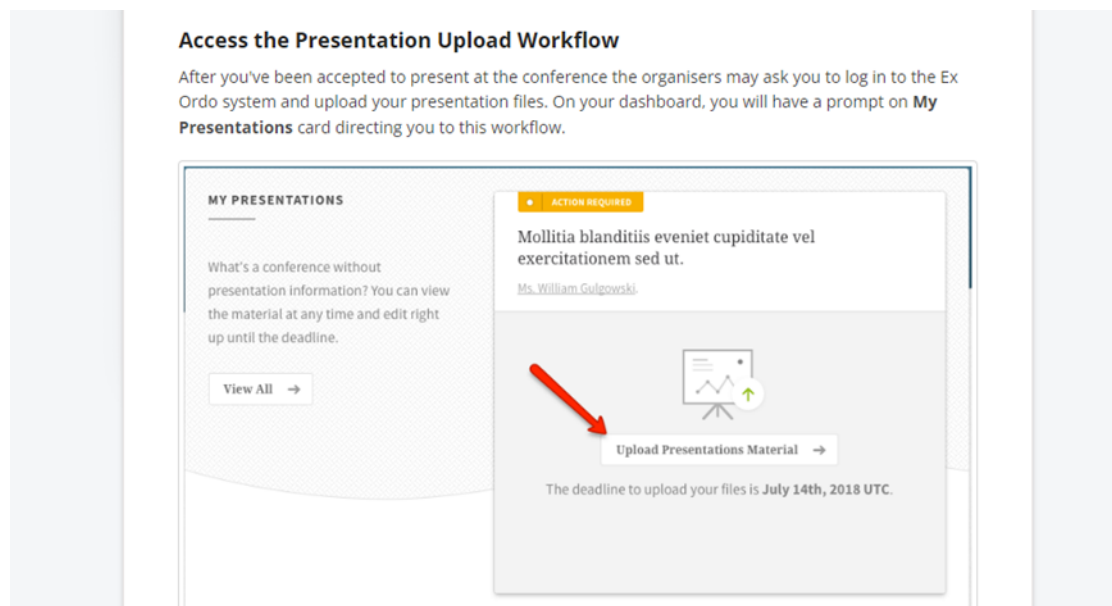 Access the Presentation Upload Workflow
After you've been accepted to present at the conference the organisers may ask you to log in to the Ex
Ordo system and upload your presentation files. On your dashboard, you will have a prompt on My
Presentations card directing you to this workflow.
MY PRESENTATIONS
What's a conference without
presentation information? You can view
the material at any time and edit right
up until the deadline.
View All →
ACTION REQUIRED
Mollitia blanditiis eveniet cupiditate vel
exercitationem sed ut.
Ms. William Gulgowski.
Upload Presentations Material →
The deadline to upload your files is July 14th, 2018 UTC.